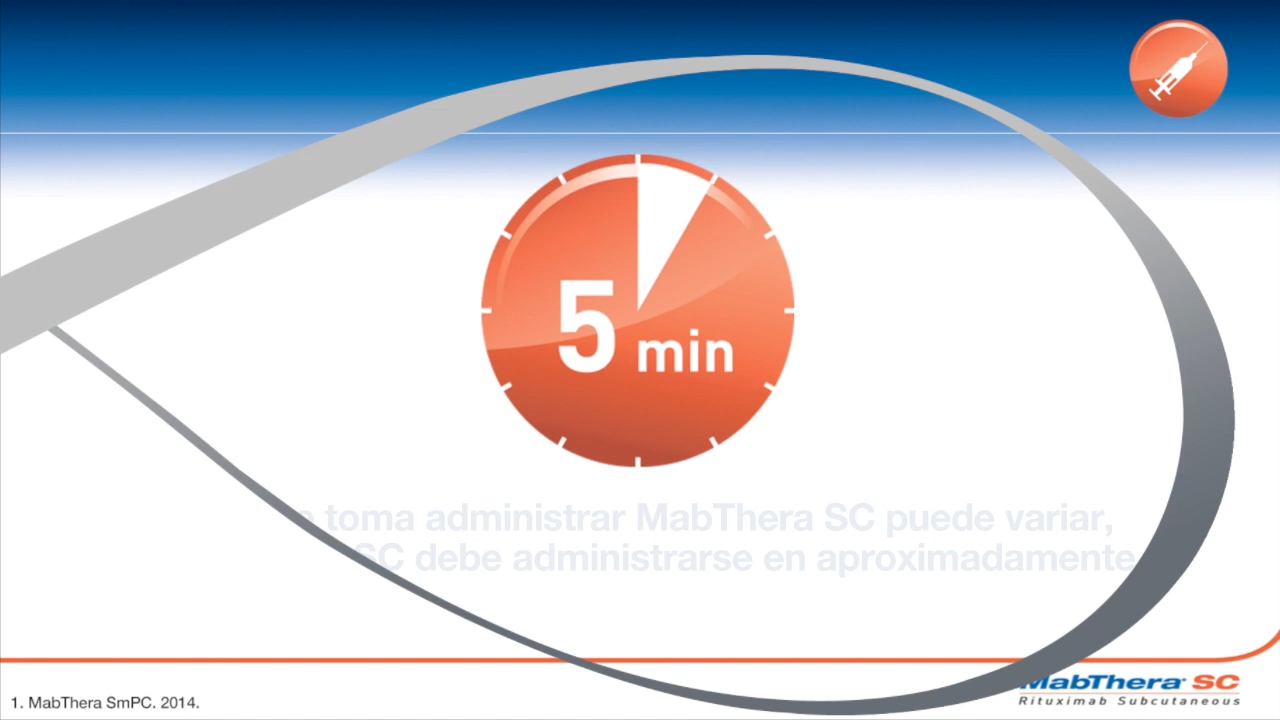 5 min
toma administrar MabThera SC puede variar,
SC debe administrarse en aproximadamente
1. MabThera SmPC. 2014.
MabThera SC
Rituximab Subcutaneous